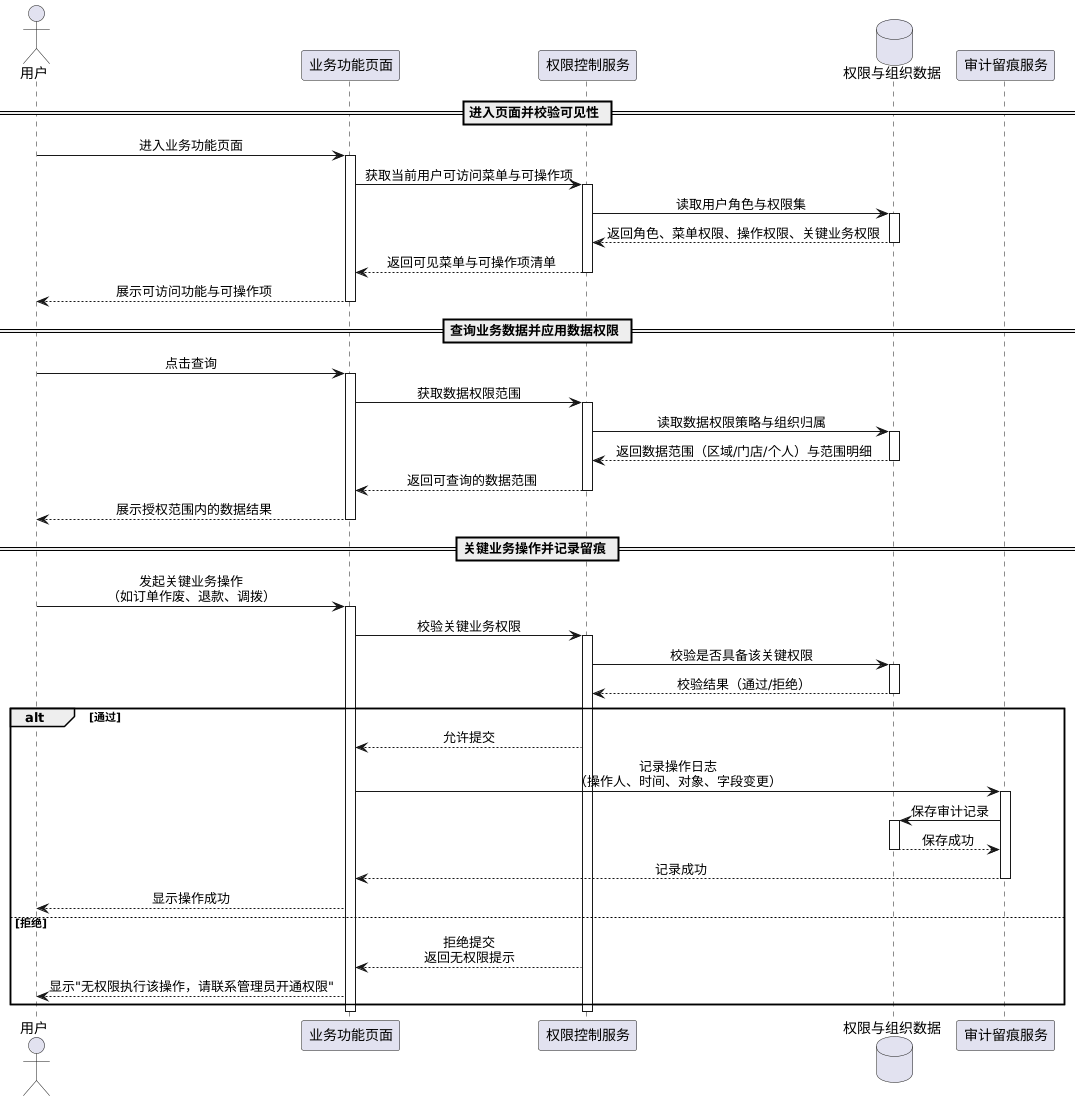 用户
业务功能页面
权限控制服务
权限与组织数据
审计留痕服务
进入页面并校验可见性
进入业务功能页面
获取当前用户可访问菜单与可操作项
读取用户角色与权限集
返回角色、菜单权限、操作权限、关键业务权限
返回可见菜单与可操作项清单
展示可访问功能与可操作项
查询业务数据并应用数据权限
点击查询
获取数据权限范围
读取数据权限策略与组织归属
返回数据范围（区域/门店/个人）与范围明细
返回可查询的数据范围
展示授权范围内的数据结果
关键业务操作并记录留痕
发起关键业务操作
（如订单作废、退款、调拨）
校验关键业务权限
校验是否具备该关键权限
校验结果（通过/拒绝）
alt [通过]
允许提交
记录操作日志
（操作人、时间、对象、字段变更）
保存审计记录
保存成功
记录成功
显示操作成功
[拒绝]
拒绝提交
返回无权限提示
显示"无权限执行该操作，请联系管理员开通权限"
用户
业务功能页面
权限控制服务
权限与组织数据
审计留痕服务